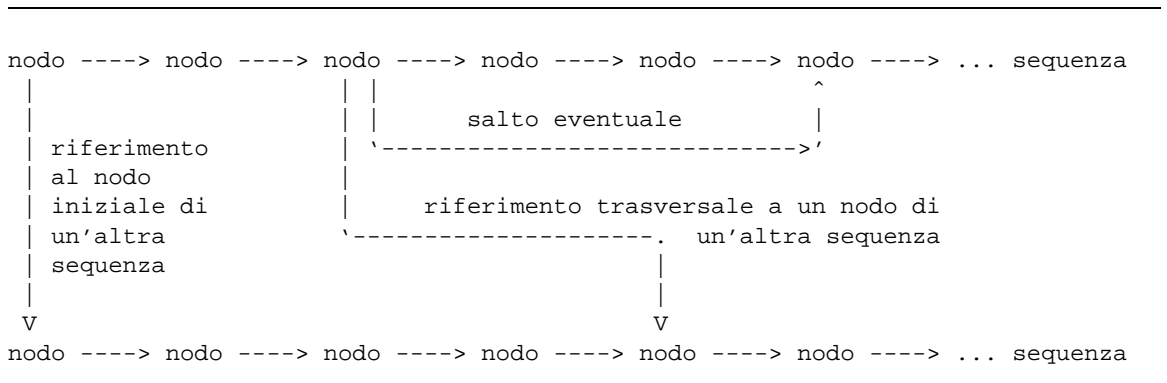 nodo ----> nodo ----> nodo ----> nodo ----> nodo ----> nodo ----> ... sequenza
salto eventuale
riferimento
al nodo
iniziale di riferimento trasversale a un nodo di
un'altra un'altra sequenza
sequenza
nodo ----> nodo ----> nodo ----> nodo ----> nodo ----> nodo ----> ... sequenza